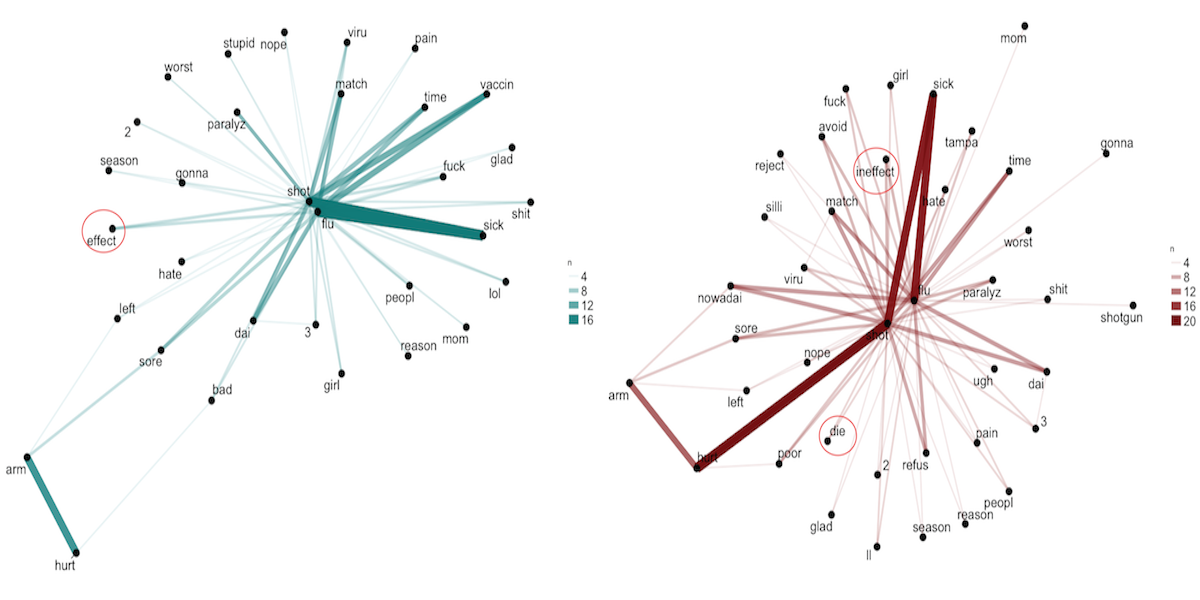 nope
viru
stupid
pain
worst
match
vaccin
time
paralyz
2
glad
season
gonna
fuck
shot
shit
flu
sick
effect
hate
lol
peopl
left
dai
3
mom
sore
reason
girl
bad
arm
hurt
n
4
8
12
16
mom
girl
sick
fuck
avoid
tampa
gonna
reject
ineffect
time
hate
match
silli
worst
viru
nowadai
flu
paralyz
shit
shotgun
sore
shot
nope
arm
left
ugh
dai
die
3
pain
hurt
poor
2
refus
peopl
glad
season
reason
ll
n
4
8
12
16
20